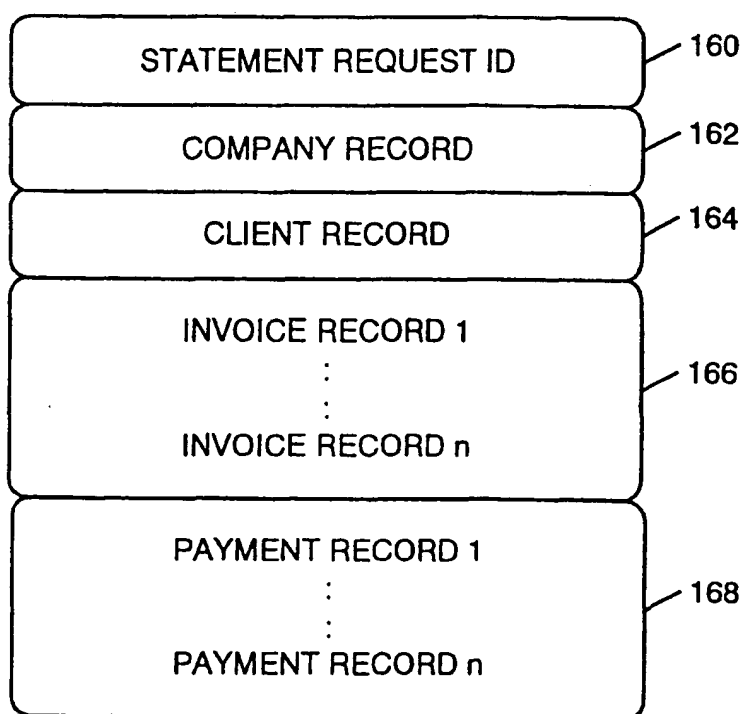 STATEMENT REQUEST ID 160
COMPANY RECORD 162
CLIENT RECORD 164
INVOICE RECORD 1
166
INVOICE RECORD n
PAYMENT RECORD 1
168
PAYMENT RECORD n